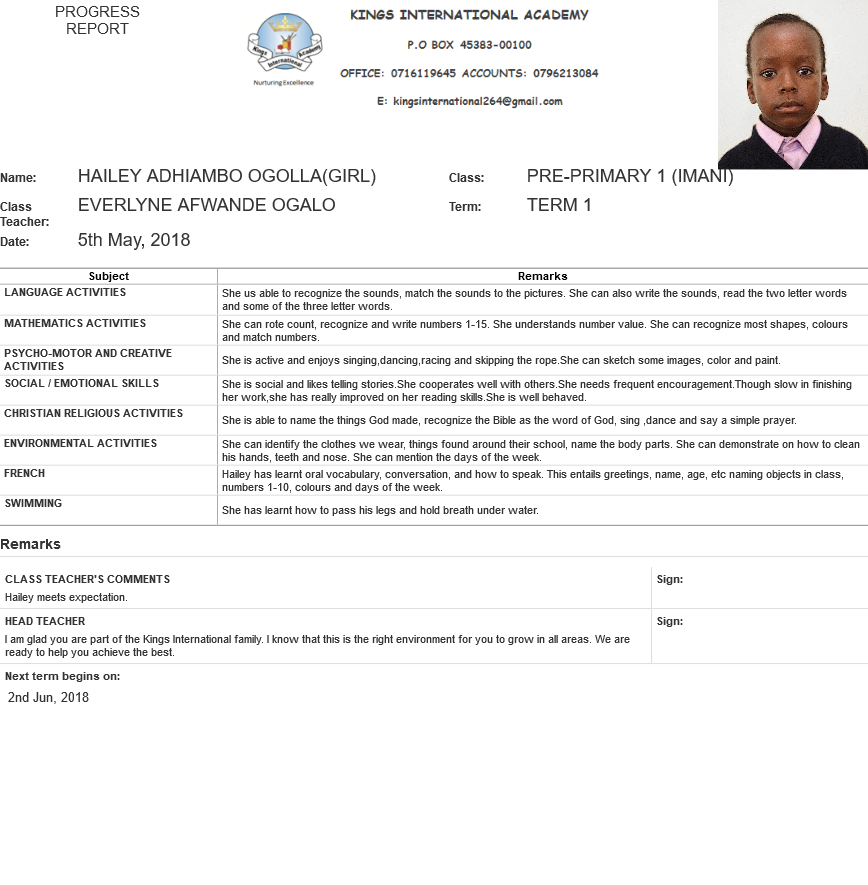 PROGRESS
REPORT
Kings Academy
International
Nurturing Excellence
KINGS INTERNATIONAL ACADEMY
P.O BOX 45383-00100
OFFICE: 0716119645 ACCOUNTS: 0796213084
E: kingsinternational264@gmail.com
Name: HAILEY ADHIAMBO OGOLLA(GIRL) Class: PRE-PRIMARY 1 (IMANI)
Class Teacher: EVERLYNE AFWANDE OGALO Term: TERM 1
Date: 5th May, 2018
Subject Remarks
LANGUAGE ACTIVITIES She us able to recognize the sounds, match the sounds to the pictures. She can also write the sounds, read the two letter words
and some of the three letter words.
MATHEMATICS ACTIVITIES She can rote count, recognize and write numbers 1-15. She understands number value. She can recognize most shapes, colours
and match numbers.
PSYCHO-MOTOR AND CREATIVE
ACTIVITIES
She is active and enjoys singing,dancing,racing and skipping the rope.She can sketch some images, color and paint.
SOCIAL / EMOTIONAL SKILLS She is social and likes telling stories.She cooperates well with others.She needs frequent encouragement.Though slow in finishing
her work,she has really improved on her reading skills.She is well behaved.
CHRISTIAN RELIGIOUS ACTIVITIES
She is able to name the things God made, recognize the Bible as the word of God, sing ,dance and say a simple prayer.
ENVIRONMENTAL ACTIVITIES She can identify the clothes we wear, things found around their school, name the body parts. She can demonstrate on how to clean
his hands, teeth and nose. She can mention the days of the week.
FRENCH Hailey has learnt oral vocabulary, conversation, and how to speak. This entails greetings, name, age, etc naming objects in class,
numbers 1-10, colours and days of the week.
SWIMMING
She has learnt how to pass his legs and hold breath under water.
Remarks
CLASS TEACHER'S COMMENTS Sign:
Hailey meets expectation.
HEAD TEACHER Sign:
I am glad you are part of the Kings International family. I know that this is the right environment for you to grow in all areas. We are
ready to help you achieve the best.
Next term begins on:
2nd Jun, 2018